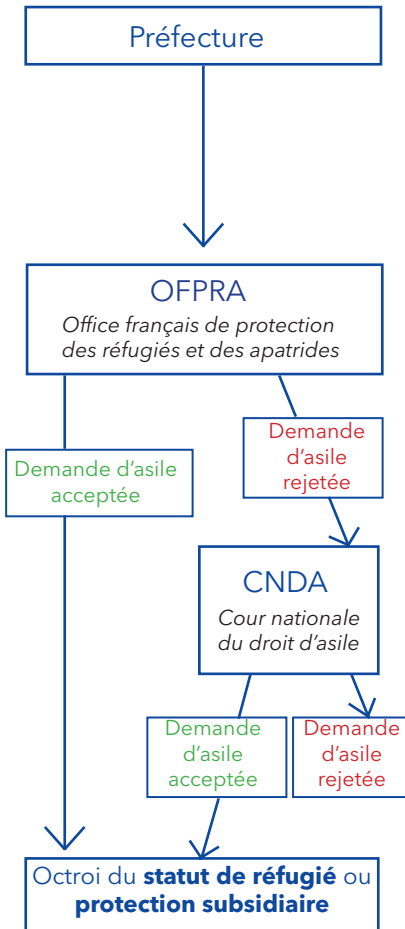 Préfecture
OFPRA
Office français de protection
des réfugiés et des apatrides
Demande d'asile
acceptée
Demande
d'asile
rejetée
CNDA
Cour nationale
du droit d'asile
Demande
d'asile
acceptée
Demande
d'asile
rejetée
Octroi du statut de réfugié ou
protection subsidiaire